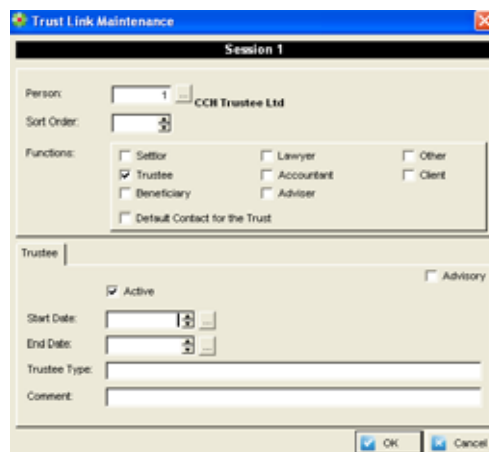 Trust Link Maintenance
Session 1
Person: 1 ... CCH Trustee Ltd
Sort Order:
Functions: Settlor Lawyer Other
Trustee Accountant Client
Beneficiary Adviser
Default Contact for the Trust
Trustee
Advisory
Active
Start Date: ...
End Date: ...
Trustee Type:
Comment:
OK Cancel